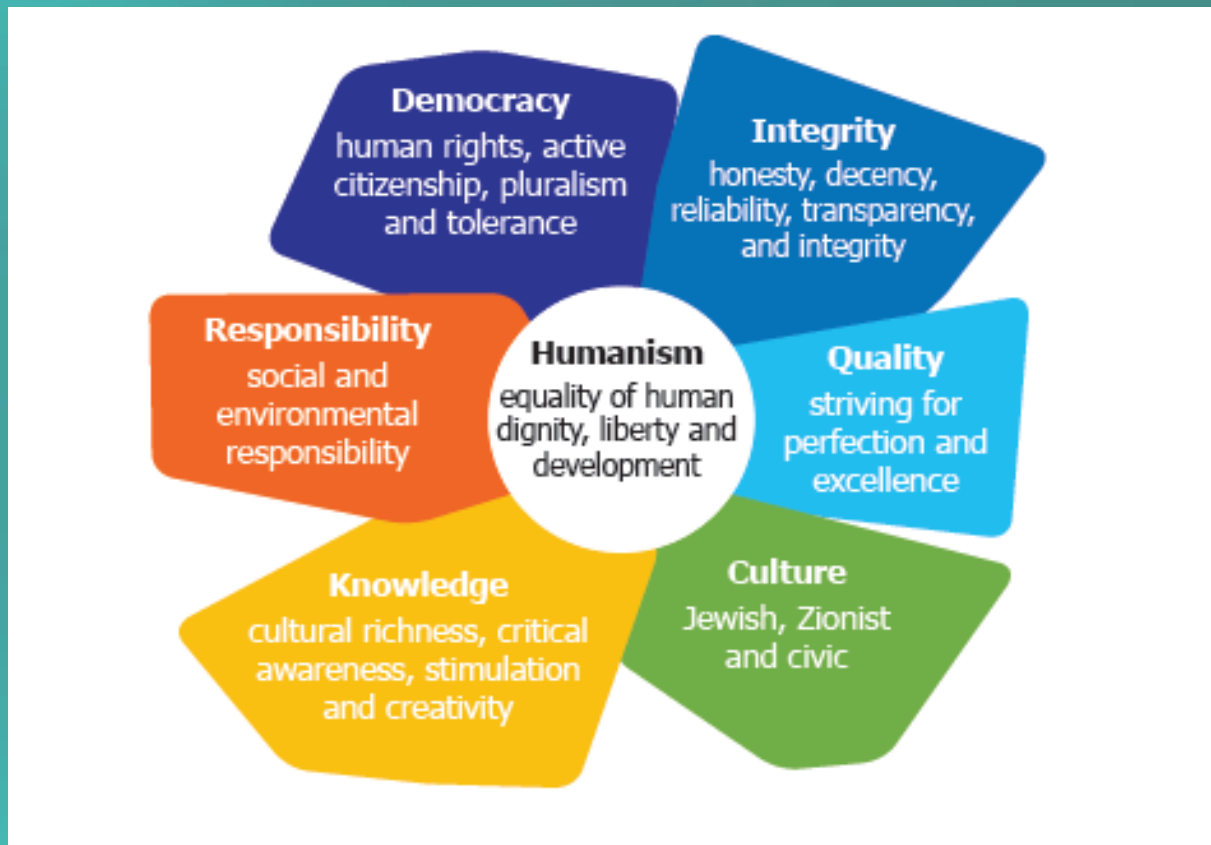 Democracy
human rights, active
citizenship, pluralism
and tolerance
Integrity
honesty, decency,
reliability, transparency,
and integrity
Responsibility
social and
environmental
responsibility
Humanism
equality of human
dignity, liberty and
development
Quality
striving for
perfection and
excellence
Knowledge
cultural richness, critical
awareness, stimulation
and creativity
Culture
Jewish, Zionist
and civic